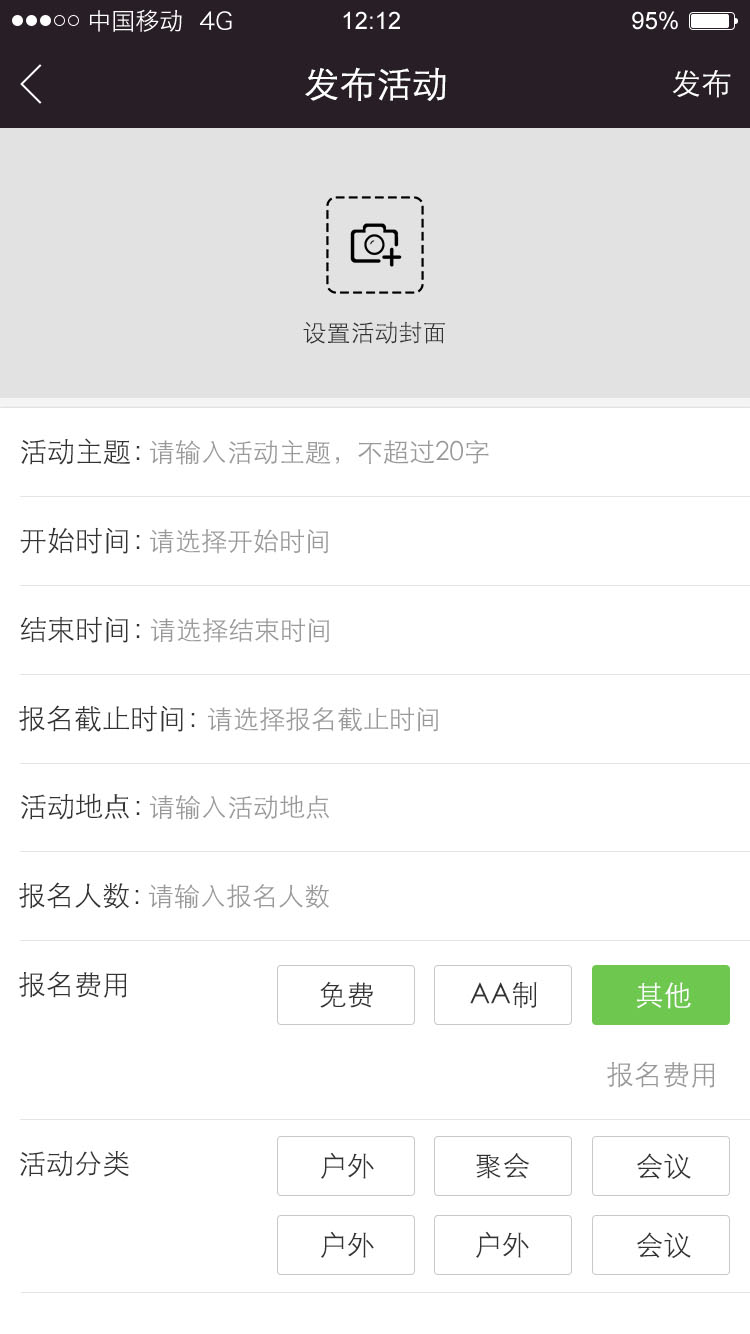 中国移动 4G 12:12 95%
发布活动 发布
设置活动封面
活动主题: 请输入活动主题，不超过20字
开始时间: 请选择开始时间
结束时间: 请选择结束时间
报名截止时间: 请选择报名截止时间
活动地点: 请输入活动地点
报名人数: 请输入报名人数
报名费用 免费 AA制 其他
报名费用
活动分类 户外 聚会 会议
户外 户外 会议